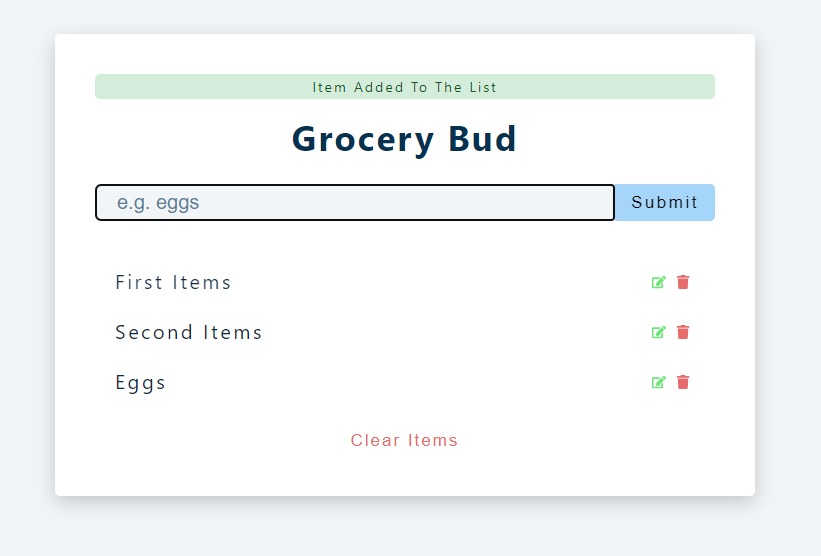 Item Added To The List
Grocery Bud
e.g. eggs
Submit
First Items
Second Items
Eggs
Clear Items